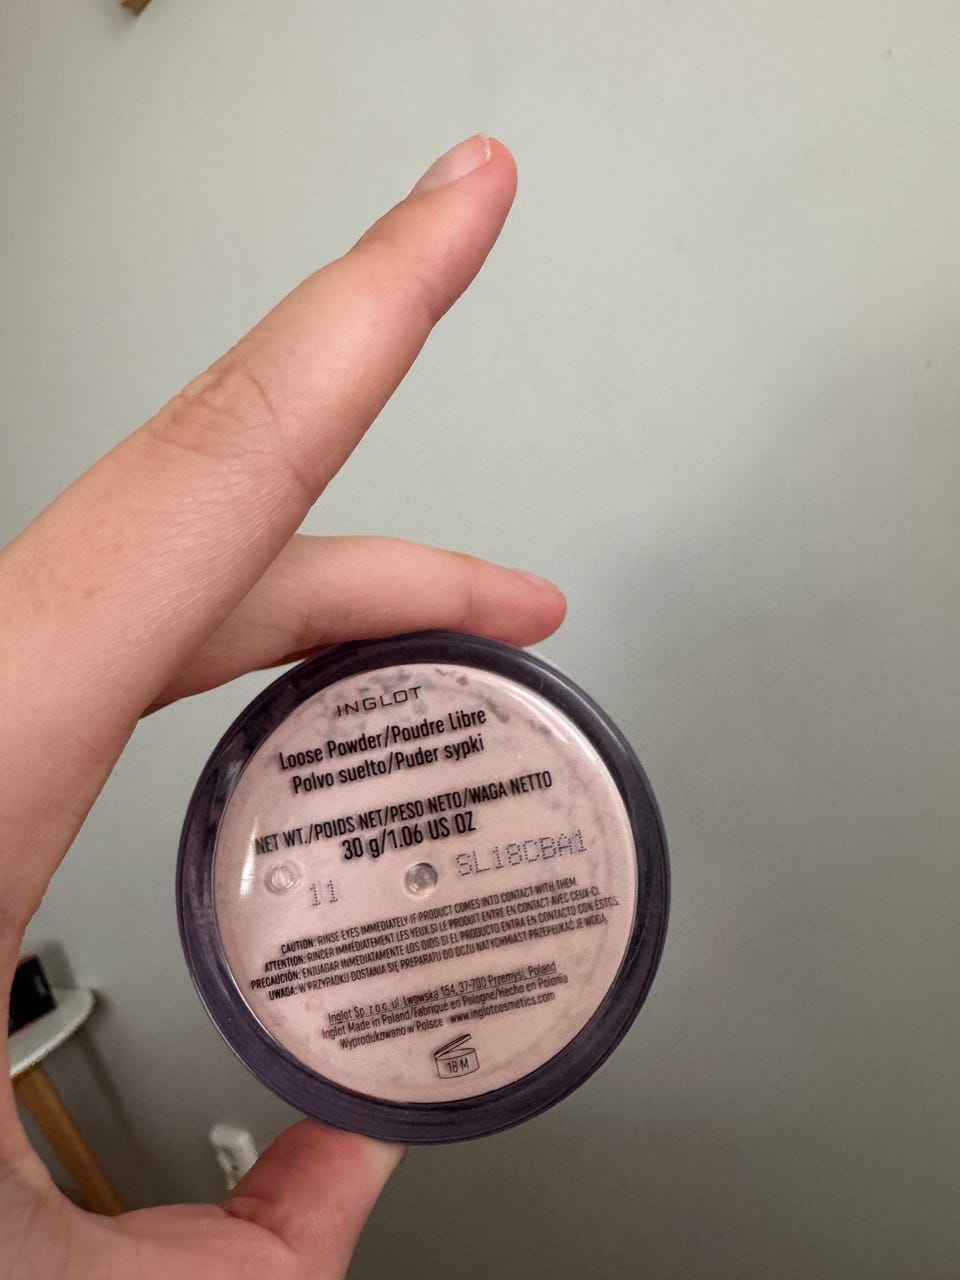 INGLOT
Loose Powder/Poudre Libre
Polvo suelto/Puder sypki
NET WT./POIDS NET/PESO NETO/WAGA NETTO
30 g/1.06 US OZ
11 SL18CBA1
CAUTION: RINSE EYES IMMEDIATELY IF PRODUCT COMES INTO CONTACT WITH THEM.
ATTENTION: RINCER IMMÉDIATEMENT LES YEUX SI LE PRODUIT ENTRE EN CONTACT AVEC CEUX-CI.
PRECAUCIÓN: ENJUAGAR INMEDIATAMENTE LOS OJOS SI EL PRODUCTO ENTRA EN CONTACTO CON ÉSTOS.
UWAGA: W PRZYPADKU DOSTANIA SIĘ PREPARATU DO OCZU NATYCHMIAST PRZEPŁUKAĆ JE WODĄ.
Inglot Sp. z o.o. ul. Lwowska 154, 37-700 Przemyśl, Poland
Inglot Made in Poland/Fabriqué en Pologne/Hecho en Polonia
Wyprodukowano w Polsce www.inglotcosmetics.com
18 M